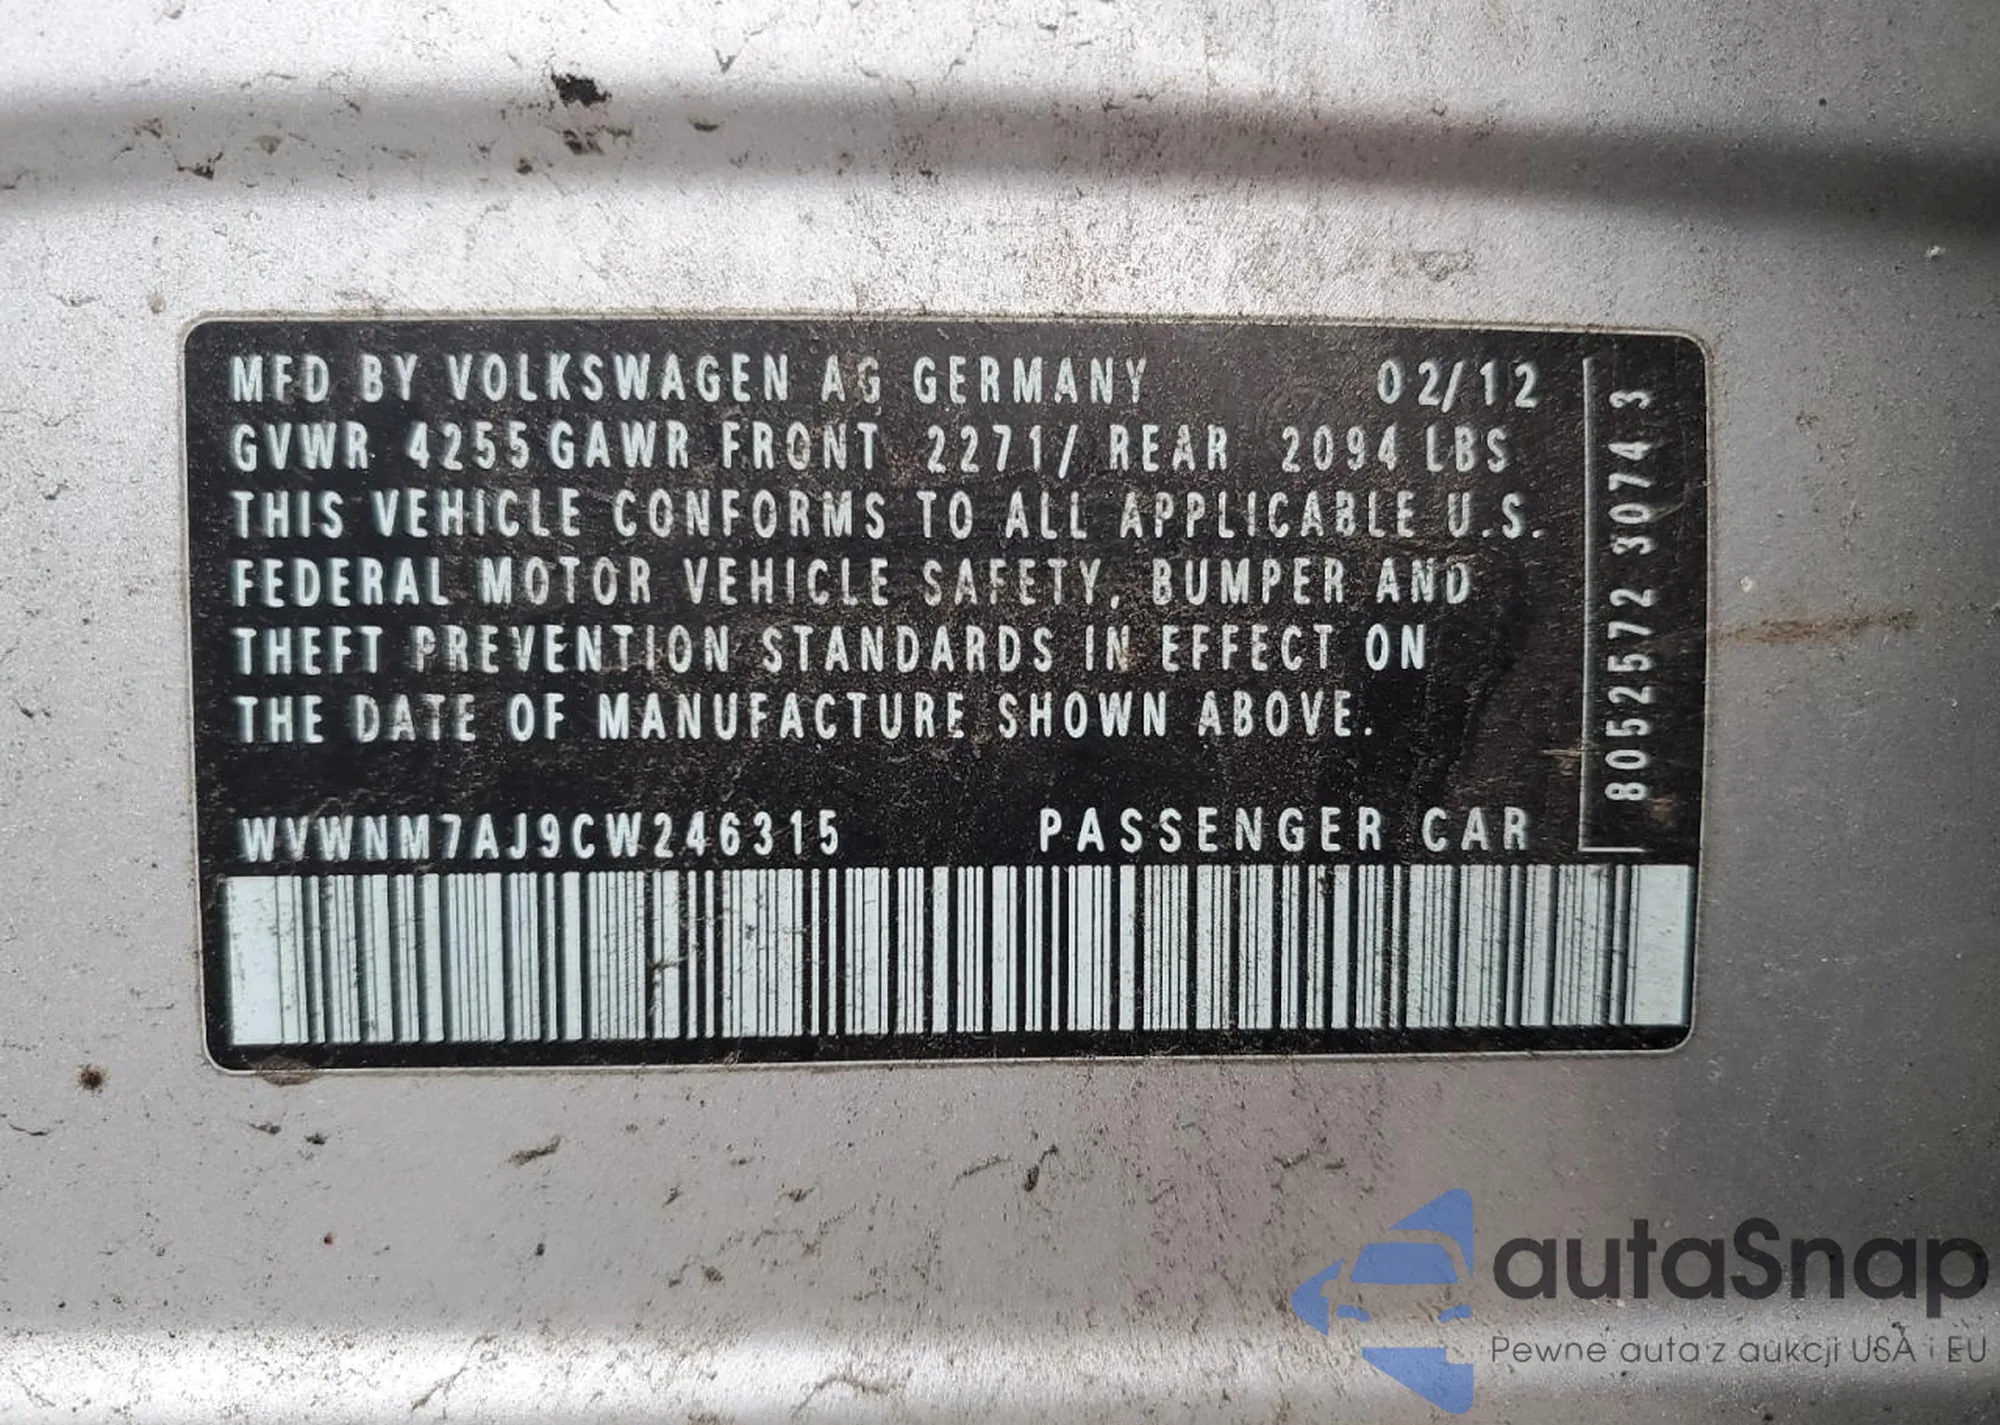 MFD BY VOLKSWAGEN AG GERMANY 02/12
GVWR 4255 GAWR FRONT 2271/ REAR 2094 LBS
THIS VEHICLE CONFORMS TO ALL APPLICABLE U.S.
FEDERAL MOTOR VEHICLE SAFETY, BUMPER AND
THEFT PREVENTION STANDARDS IN EFFECT ON
THE DATE OF MANUFACTURE SHOWN ABOVE.
WVWNM7AJ9CW246315 PASSENGER CAR
8052572 3074 3
autaSnap
Pewne auta z aukcji USA i EU